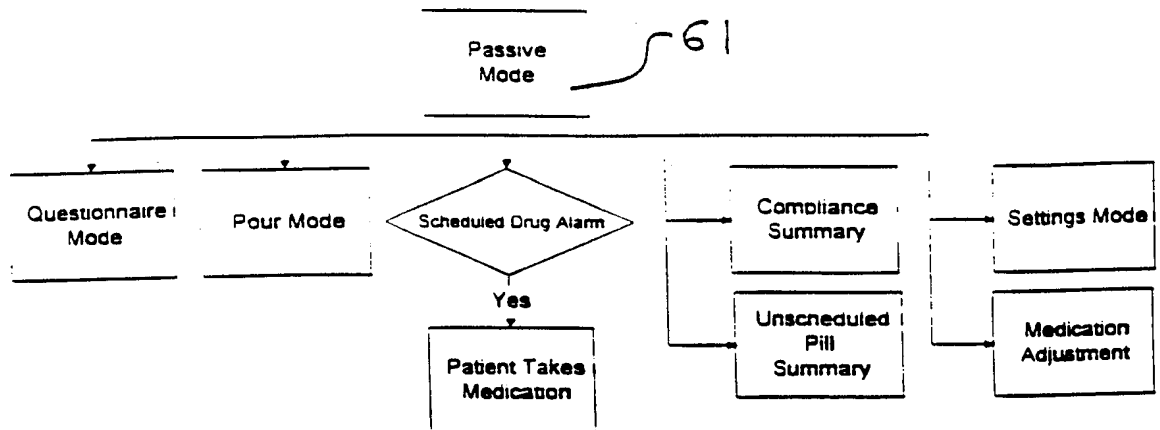 Passive
Mode
61
Questionnaire
Mode
Pour Mode
Scheduled Drug Alarm
Compliance
Summary
Settings Mode
Yes
Patient Takes
Medication
Unscheduled
Pill
Summary
Medication
Adjustment